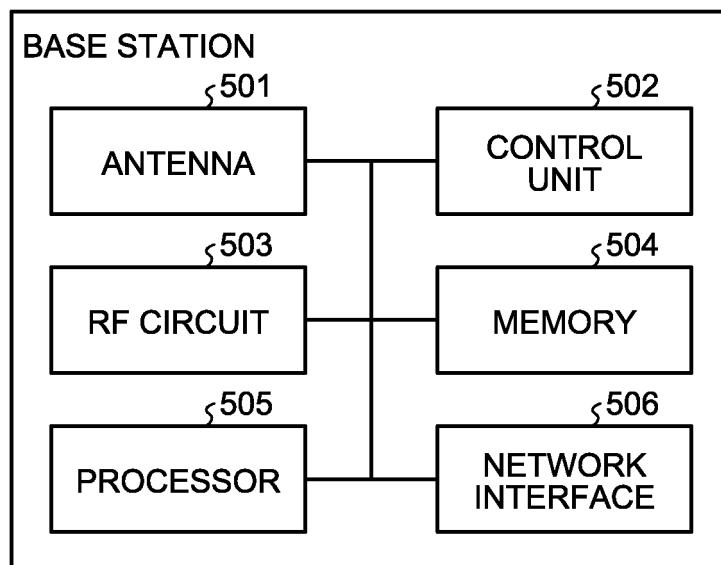 BASE STATION
501
ANTENNA
502
CONTROL
UNIT
503
RF CIRCUIT
504
MEMORY
505
PROCESSOR
506
NETWORK
INTERFACE